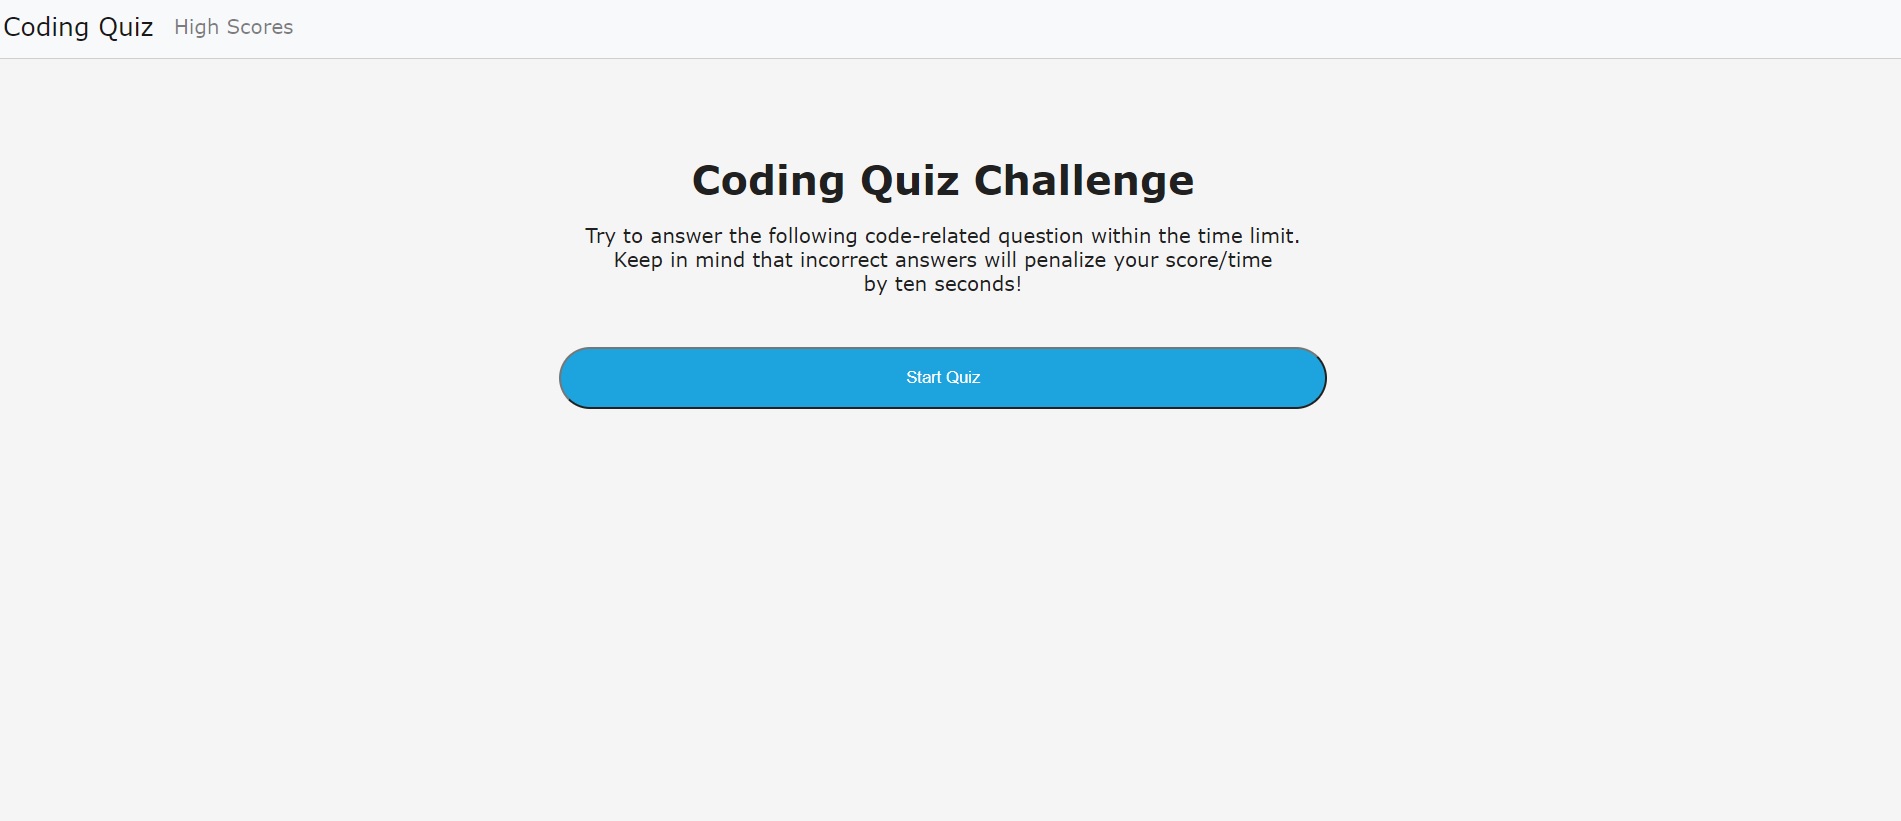 Coding Quiz High Scores
Coding Quiz Challenge
Try to answer the following code-related question within the time limit.
Keep in mind that incorrect answers will penalize your score/time
by ten seconds!
Start Quiz